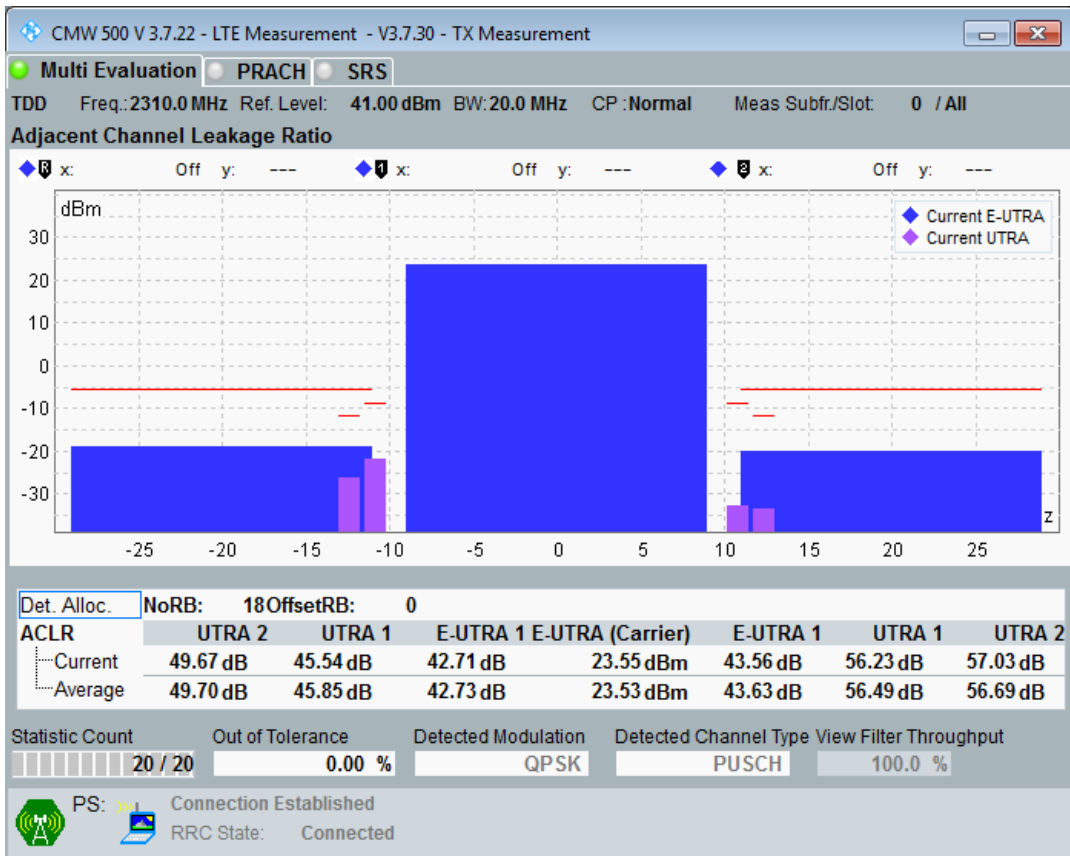 CMW 500 V 3.7.22 - LTE Measurement - V3.7.30 - TX Measurement
Multi Evaluation PRACH SRS
TDD Freg.:2310.0 MHz Ref. Level: 41.00 dBm BW:20.0 MHz CP :Normal Meas Subfr./Slot: 0 / All
Adjacent Channel Leakage Ratio
R x: Off y: --- 1 x: Off y: --- 2 x: Off y: ---
dBm
Current E-UTRA
Current UTRA
30
20
10
0
-10
-20
-30
z
-25 -20 -15 -10 -5 0 5 10 15 20 25
Det. Alloc. NoRB: 18OffsetRB: 0
ACLR UTRA 2 UTRA 1 E-UTRA 1 E-UTRA (Carrier) E-UTRA 1 UTRA 1 UTRA 2
Current 49.67 dB 45.54 dB 42.71 dB 23.55 dBm 43.56 dB 56.23 dB 57.03 dB
Average 49.70 dB 45.85 dB 42.73 dB 23.53 dBm 43.63 dB 56.49 dB 56.69 dB
Statistic Count Out of Tolerance Detected Modulation Detected Channel Type View Filter Throughput
20 / 20 0.00 % QPSK PUSCH 100.0 %
PS: Connection Established
RRC State: Connected